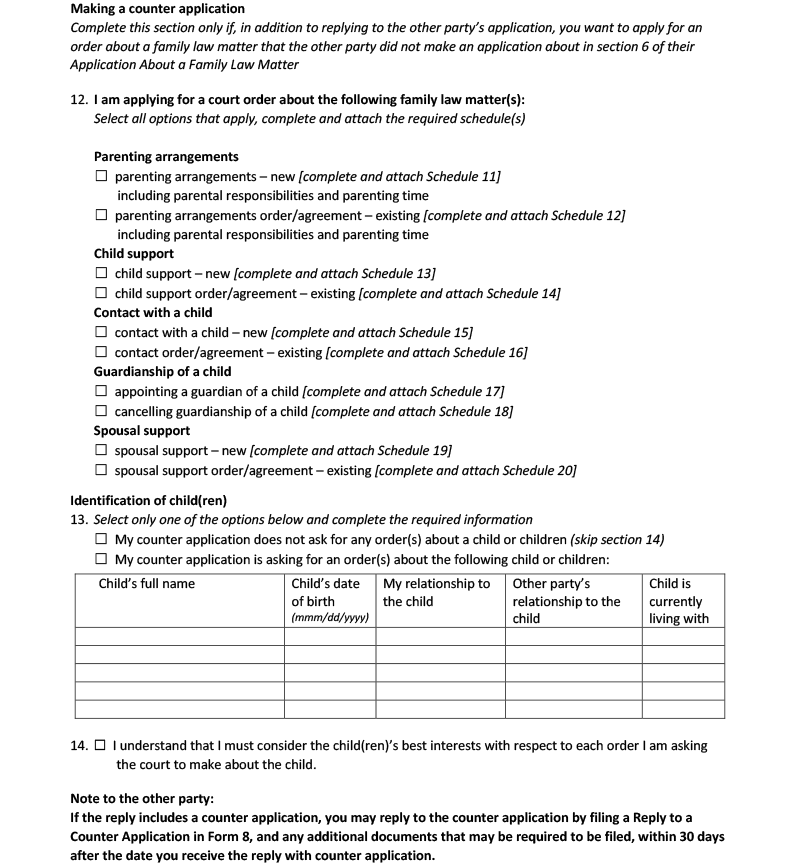 Making a counter application
Complete this section only if, in addition to replying to the other party's application, you want to apply for an
order about a family law matter that the other party did not make an application about in section 6 of their
Application About a Family Law Matter
12. I am applying for a court order about the following family law matter(s):
Select all options that apply, complete and attach the required schedule(s)
Parenting arrangements
☐ parenting arrangements – new [complete and attach Schedule 11]
including parental responsibilities and parenting time
☐ parenting arrangements order/agreement – existing [complete and attach Schedule 12]
including parental responsibilities and parenting time
Child support
☐ child support – new [complete and attach Schedule 13]
☐ child support order/agreement – existing [complete and attach Schedule 14]
Contact with a child
☐ contact with a child – new [complete and attach Schedule 15]
☐ contact order/agreement – existing [complete and attach Schedule 16]
Guardianship of a child
☐ appointing a guardian of a child [complete and attach Schedule 17]
☐ cancelling guardianship of a child [complete and attach Schedule 18]
Spousal support
☐ spousal support – new [complete and attach Schedule 19]
☐ spousal support order/agreement – existing [complete and attach Schedule 20]
Identification of child(ren)
13. Select only one of the options below and complete the required information
☐ My counter application does not ask for any order(s) about a child or children (skip section 14)
☐ My counter application is asking for an order(s) about the following child or children:
Child's full name
Child's date
of birth
(mmm/dd/yyyy)
My relationship to
the child
Other party's
relationship to the
child
Child is
currently
living with
14. ☐ I understand that I must consider the child(ren)'s best interests with respect to each order I am asking
the court to make about the child.
Note to the other party:
If the reply includes a counter application, you may reply to the counter application by filing a Reply to a
Counter Application in Form 8, and any additional documents that may be required to be filed, within 30 days
after the date you receive the reply with counter application.